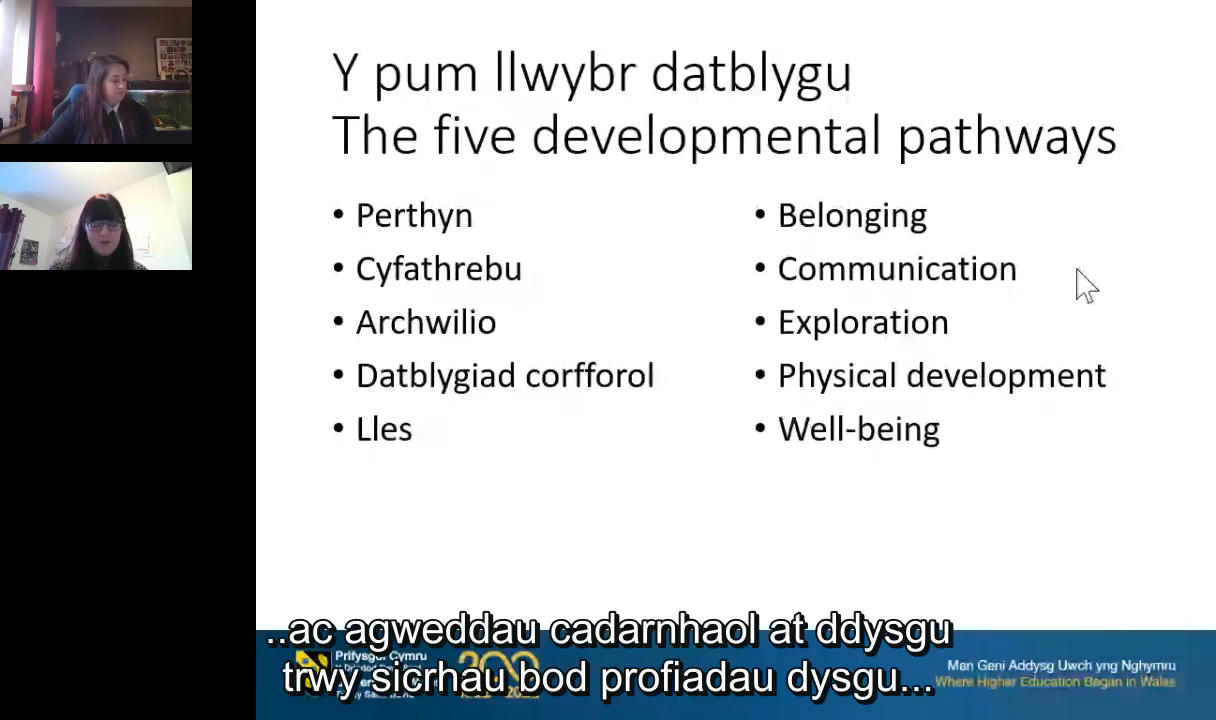 Y pum llwybr datblygu
The five developmental pathways
• Perthyn
• Cyfathrebu
• Archwilio
• Datblygiad corfforol
• Lles
• Belonging
• Communication
• Exploration
• Physical development
• Well-being
..ac agweddau cadarnhaol at ddysgu
trwy sicrhau bod profiadau dysgu...
Prifysgol Cymru
Man Geni Addysg Uwch yng Nghymru
Where Higher Education Began in Wales